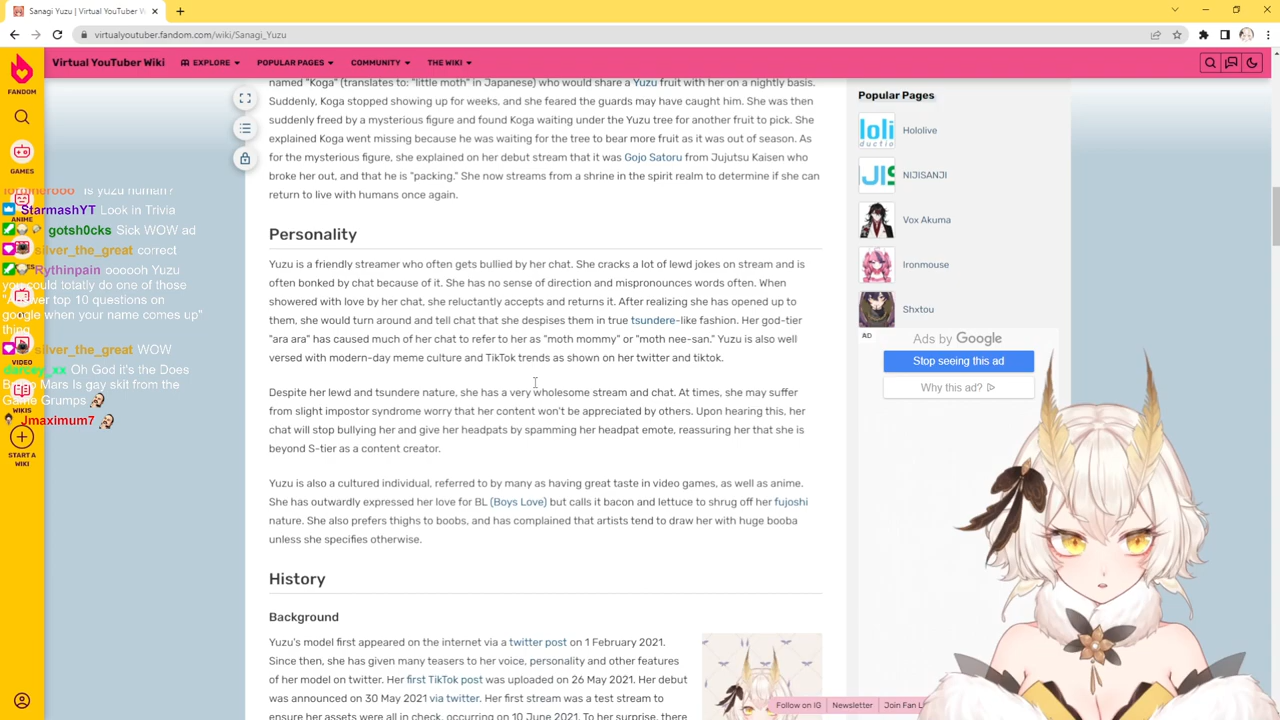 Sanagi Yuzu | Virtual YouTuber W
virtualyoutuber.fandom.com/wiki/Sanagi_Yuzu
FANDOM
GAMES
ANIME
VIDEO
WIKIS
START A
WIKI
Virtual YouTuber Wiki
EXPLORE
POPULAR PAGES
COMMUNITY
THE WIKI
is yuzu human?
StarmashYT Look in Trivia
gotsh0cks Sick WOW ad
silver_the_great correct
Rythinpain oooooh Yuzu
you could totatly do one of those
"Answer top 10 questions on
google when your name comes up"
thing
silver_the_great WOW
darcey_xx Oh God it's the Does
Bruno Mars Is gay skit from the
Game Grumps
Jmaximum7
named "Koga" (translates to: "little moth" in Japanese) who would share a Yuzu fruit with her on a nightly basis.
Suddenly, Koga stopped showing up for weeks, and she feared the guards may have caught him. She was then
suddenly freed by a mysterious figure and found Koga waiting under the Yuzu tree for another fruit to pick. She
explained Koga went missing because he was waiting for the tree to bear more fruit as it was out of season. As
for the mysterious figure, she explained on her debut stream that it was Gojo Satoru from Jujutsu Kaisen who
broke her out, and that he is "packing." She now streams from a shrine in the spirit realm to determine if she can
return to live with humans once again.
Personality
Yuzu is a friendly streamer who often gets bullied by her chat. She cracks a lot of lewd jokes on stream and is
often bonked by chat because of it. She has no sense of direction and mispronounces words often. When
showered with love by her chat, she reluctantly accepts and returns it. After realizing she has opened up to
them, she would turn around and tell chat that she despises them in true tsundere-like fashion. Her god-tier
"ara ara" has caused much of her chat to refer to her as "moth mommy" or "moth nee-san." Yuzu is also well
versed with modern-day meme culture and TikTok trends as shown on her twitter and tiktok.
Despite her lewd and tsundere nature, she has a very wholesome stream and chat. At times, she may suffer
from slight impostor syndrome worry that her content won't be appreciated by others. Upon hearing this, her
chat will stop bullying her and give her headpats by spamming her headpat emote, reassuring her that she is
beyond S-tier as a content creator.
Yuzu is also a cultured individual, referred to by many as having great taste in video games, as well as anime.
She has outwardly expressed her love for BL (Boys Love) but calls it bacon and lettuce to shrug off her fujoshi
nature. She also prefers thighs to boobs, and has complained that artists tend to draw her with huge booba
unless she specifies otherwise.
History
Background
Yuzu's model first appeared on the internet via a twitter post on 1 February 2021.
Since then, she has given many teasers to her voice, personality and other features
of her model on twitter. Her first TikTok post was uploaded on 26 May 2021. Her debut
was announced on 30 May 2021 via twitter. Her first stream was a test stream to
ensure her assets were all in check, occurring on 10 June 2021. To her surprise, there
Popular Pages
Hololive
NIJISANJI
Vox Akuma
Ironmouse
Shxtou
AD
Ads by Google
Stop seeing this ad
Why this ad?
Follow on IG
Newsletter
Join Fan L